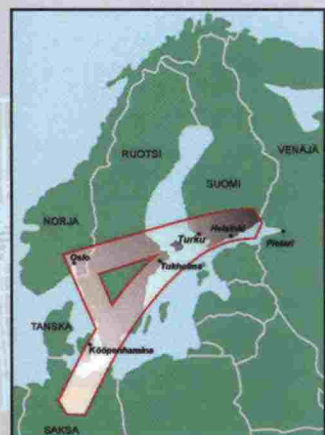 RUOTSI
VENÄJÄ
SUOMI
NORJA
Helsinki
Turku
Pietari
Oslo
Tukholma
TANSKA
Kööpenhamina
SAKSA